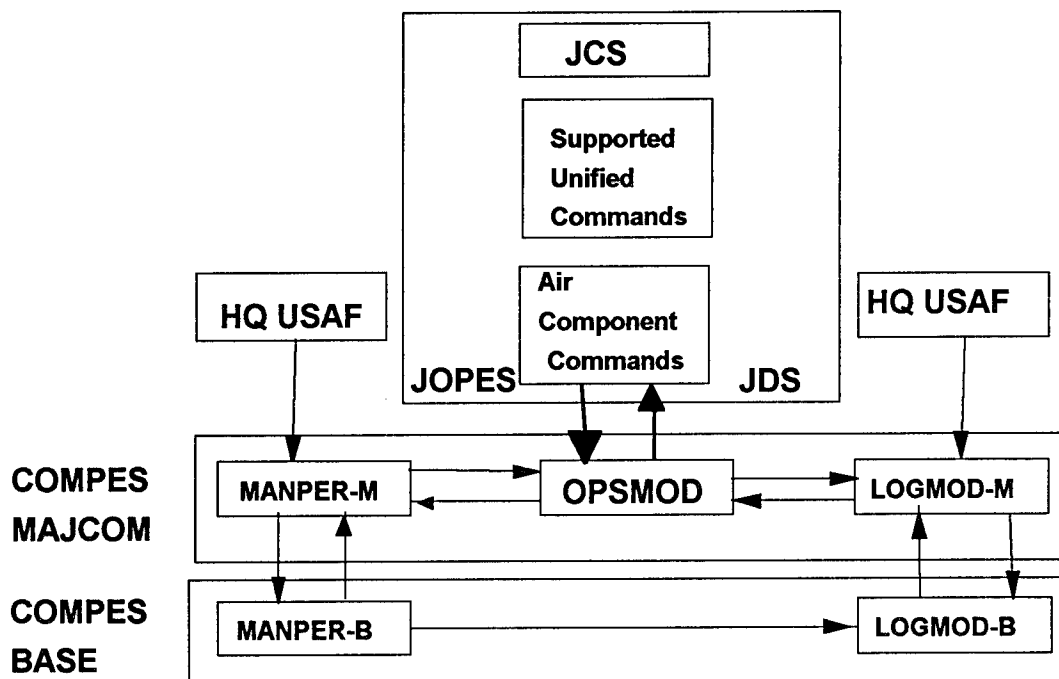 JCS
Supported
Unified
Commands
Air
Component
Commands
JOPES
JDS
HQ USAF
HQ USAF
COMPES
MAJCOM
MANPER-M
OPSMOD
LOGMOD-M
COMPES
BASE
MANPER-B
LOGMOD-B